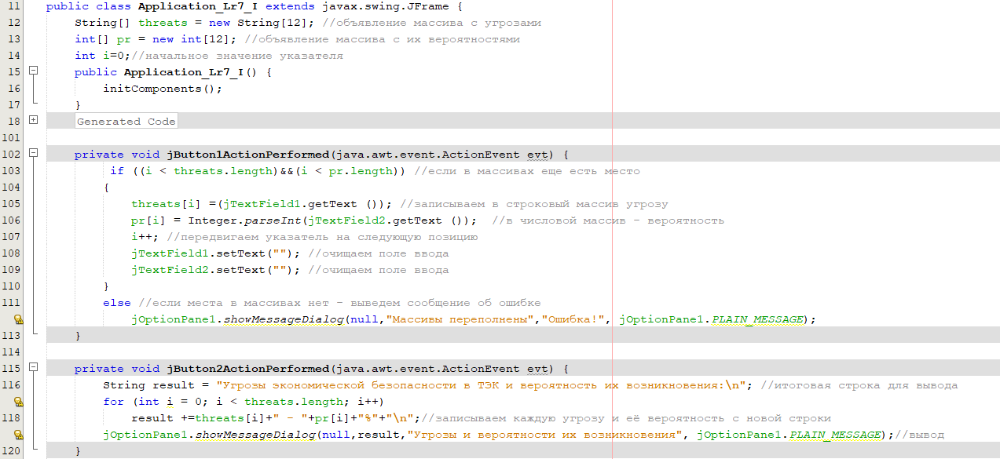 11 public class Application_Lr7_I extends javax.swing.JFrame {
12 String[] threats = new String[12]; //объявление массива с угрозами
13 int[] pr = new int[12]; //объявление массива с их вероятностями
14 int i=0;//начальное значение указателя
15 public Application_Lr7_I() {
16 initComponents();
17 }
18 Generated Code
101
102 private void jButton1ActionPerformed(java.awt.event.ActionEvent evt) {
103 if ((i < threats.length)&&(i < pr.length)) //если в массивах еще есть место
104 {
105 threats[i] =(jTextField1.getText ()); //записываем в строковый массив угрозу
106 pr[i] = Integer.parseInt(jTextField2.getText ()); //в числовой массив - вероятность
107 i++; //передвигаем указатель на следующую позицию
108 jTextField1.setText(""); //очищаем поле ввода
109 jTextField2.setText(""); //очищаем поле ввода
110 }
111 else //если места в массивах нет - выведем сообщение об ошибке
jOptionPane1.showMessageDialog(null,"Массивы переполнены","Ошибка!", jOptionPane1.PLAIN_MESSAGE);
113 }
114
115 private void jButton2ActionPerformed(java.awt.event.ActionEvent evt) {
116 String result = "Угрозы экономической безопасности в ТЭК и вероятность их возникновения:\n"; //итоговая строка для вывода
for (int i = 0; i < threats.length; i++)
118 result +=threats[i]+" - "+pr[i]+"%"+"\n";//записываем каждую угрозу и её вероятность с новой строки
jOptionPane1.showMessageDialog(null,result,"Угрозы и вероятности их возникновения", jOptionPane1.PLAIN_MESSAGE);//вывод
120 }